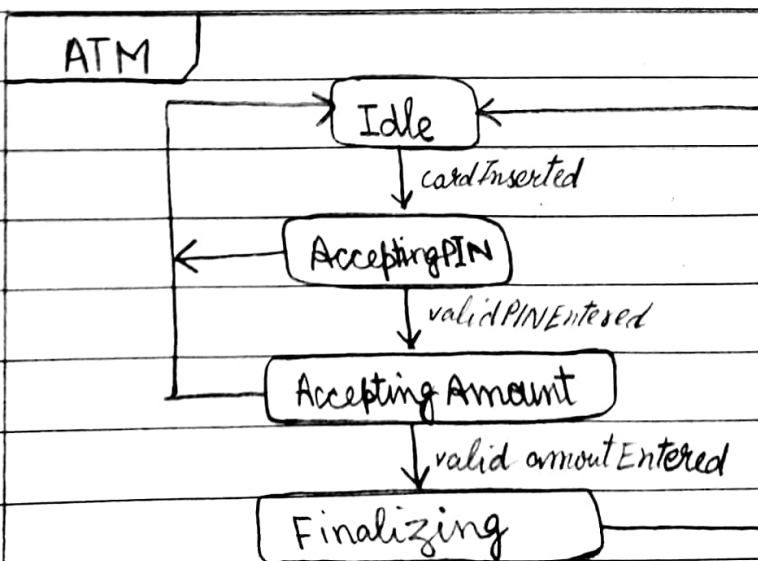 ATM
Idle
cardInserted
AcceptingPIN
validPINEntered
Accepting Amount
valid amoutEntered
Finalizing